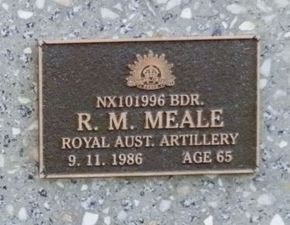 NX101996 BDR.
R. M. MEALE
ROYAL AUST. ARTILLERY
9. 11. 1986 AGE 65